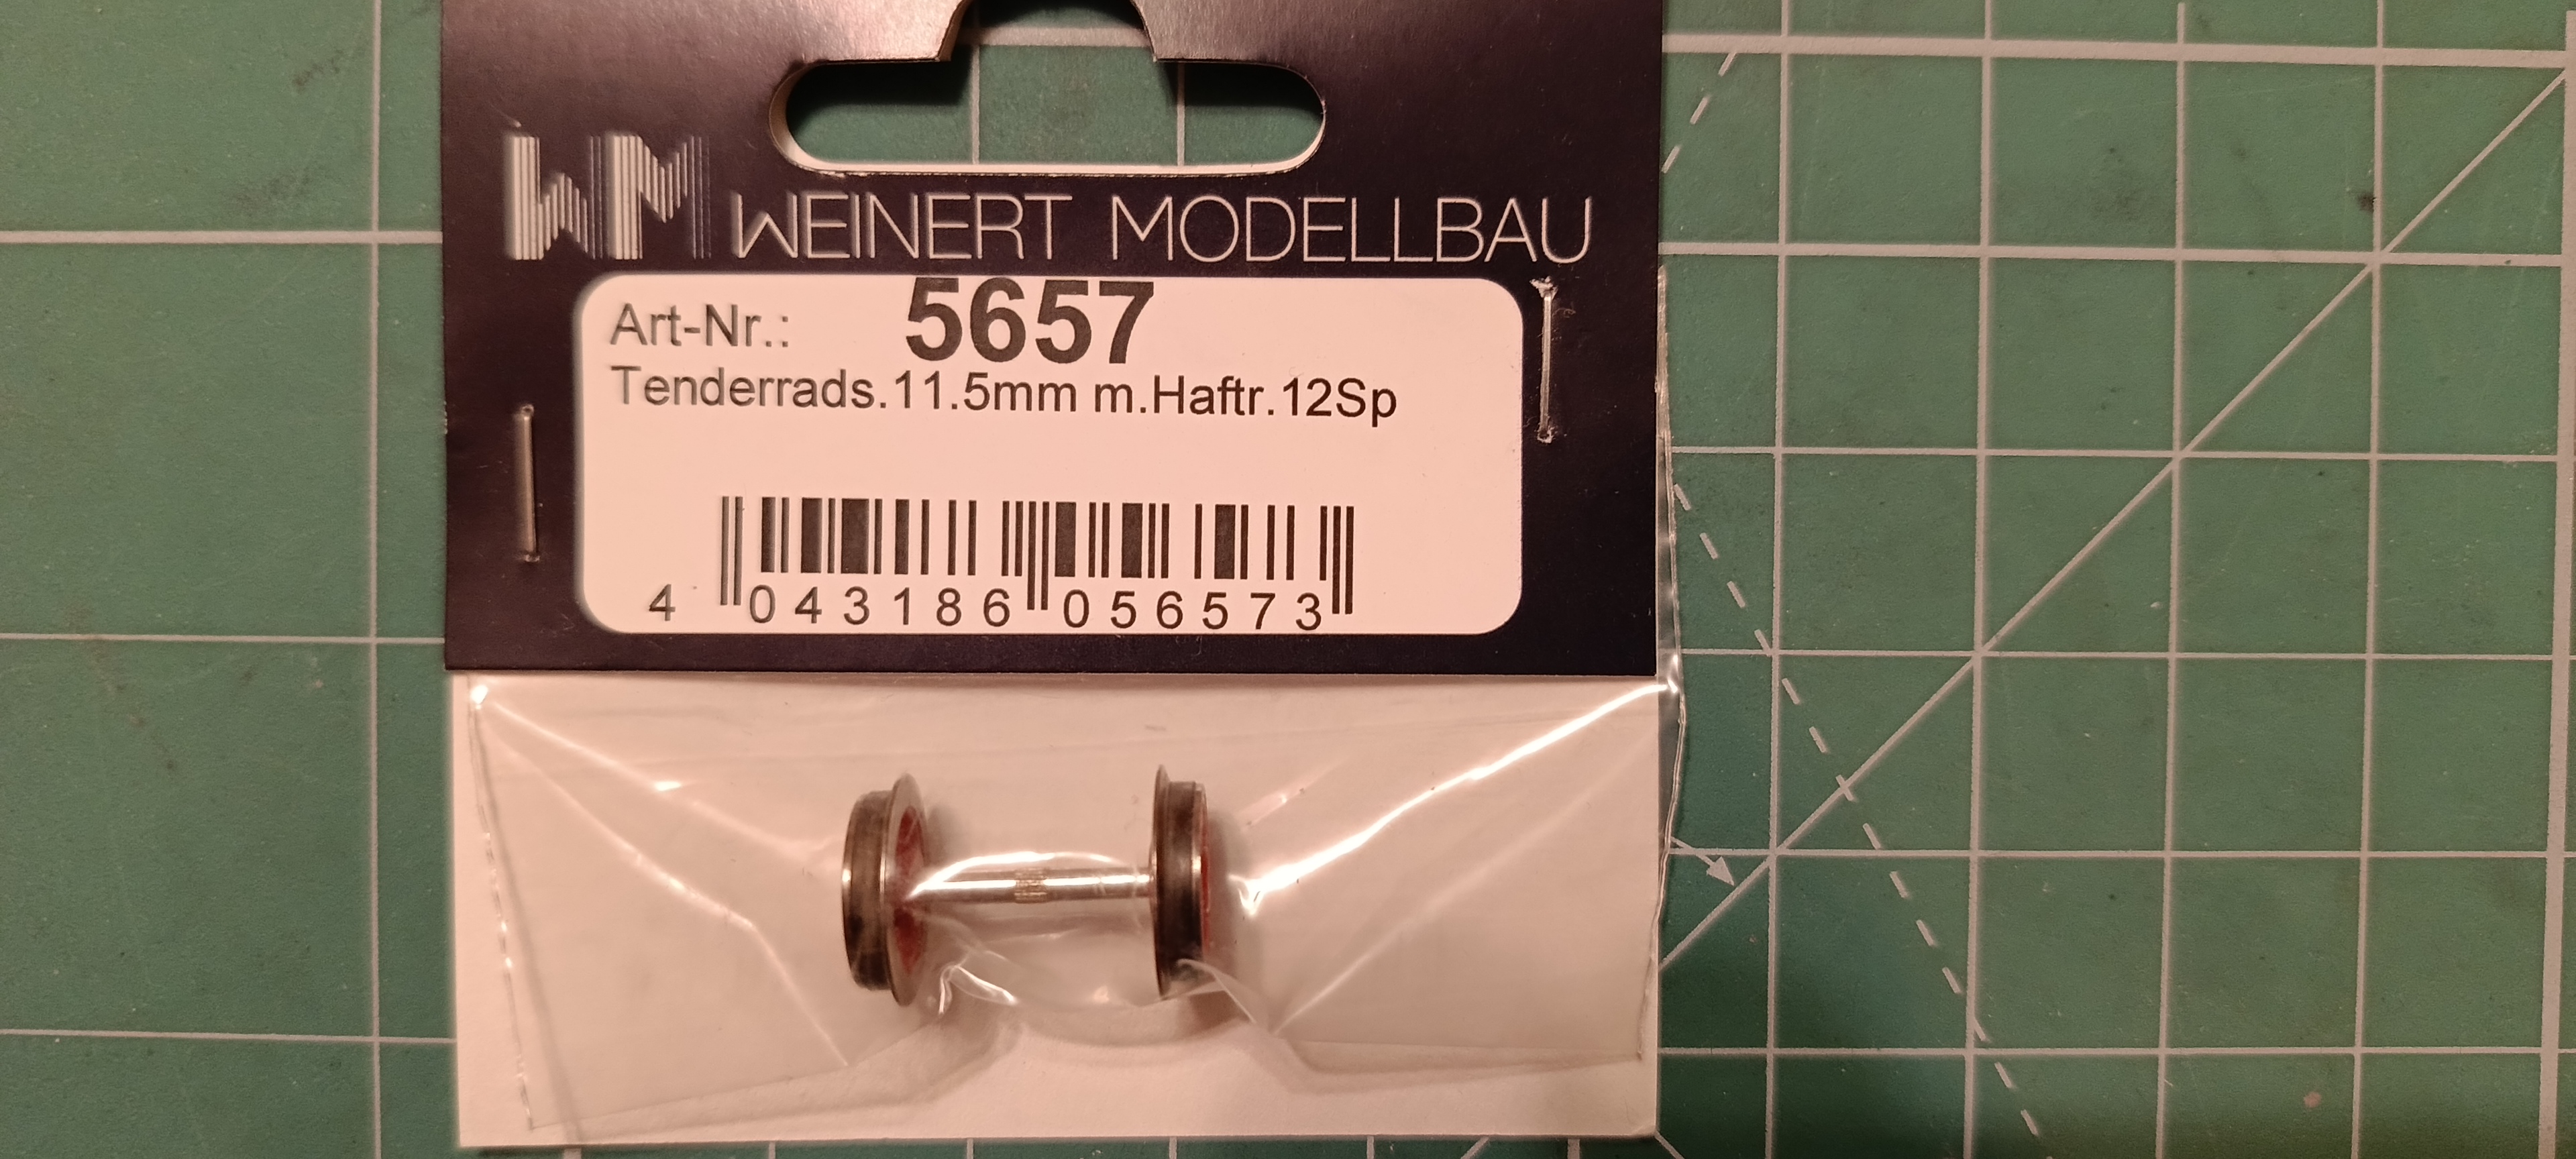 WM WEINERT MODELLBAU
Art-Nr.: 5657
Tenderrads.11.5mm m.Haftr.12Sp
4 043186 056573